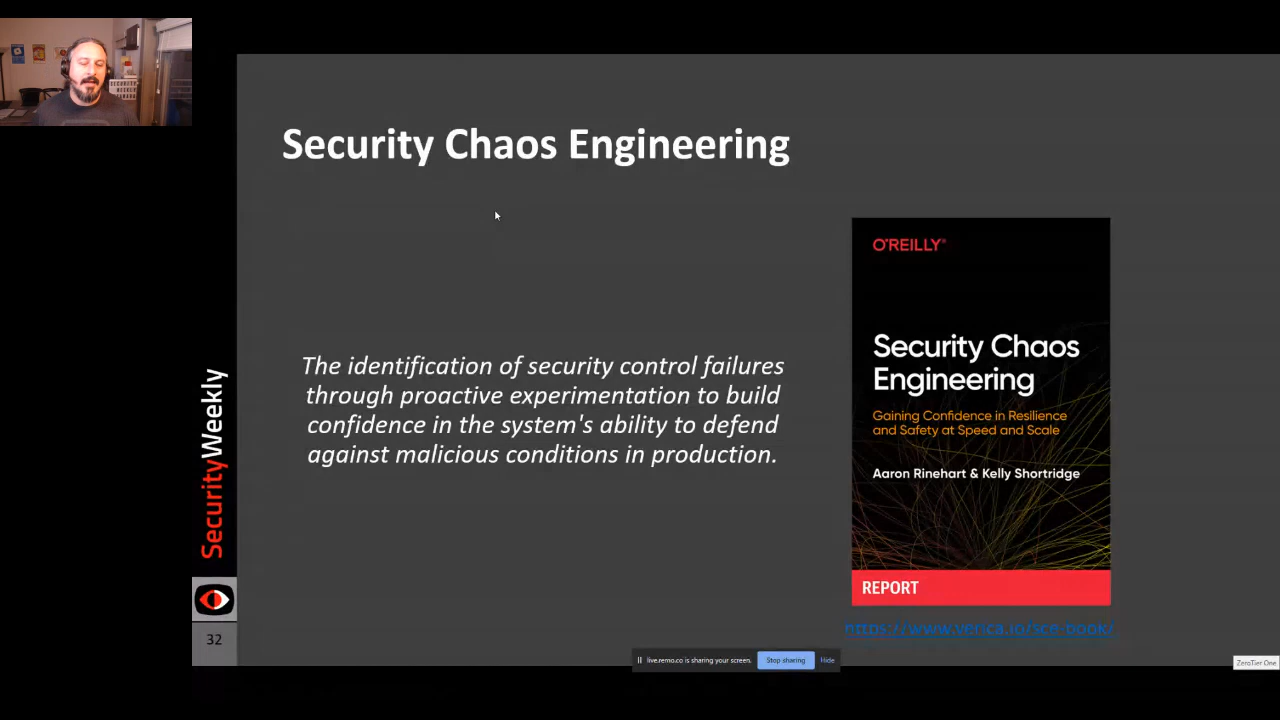 Security Chaos Engineering
The identification of security control failures
through proactive experimentation to build
confidence in the system's ability to defend
against malicious conditions in production.
O'REILLY®
Security Chaos
Engineering
Gaining Confidence in Resilience
and Safety at Speed and Scale
Aaron Rinehart & Kelly Shortridge
REPORT
https://www.verica.io/sce-book/
SecurityWeekly
32
live.remo.co is sharing your screen.
Stop sharing
Hide
ZeroTier One